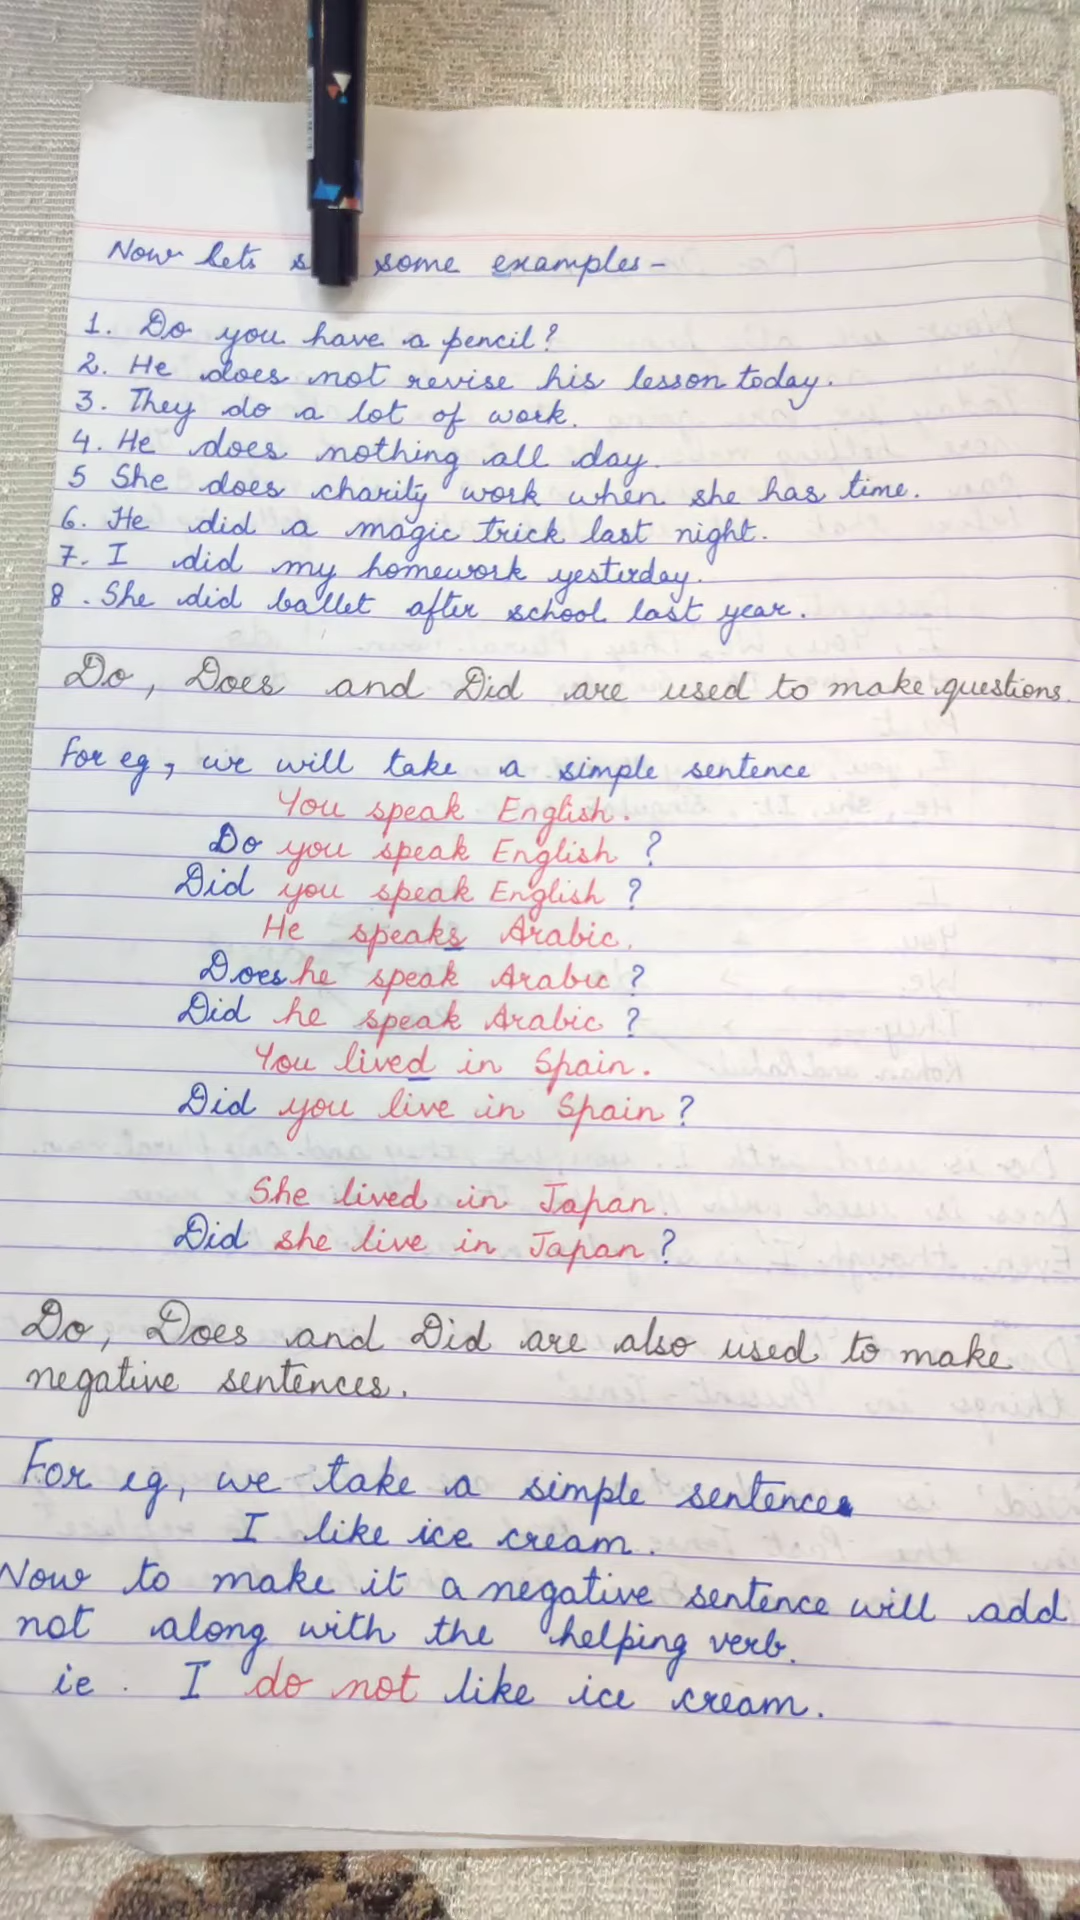 Now lets s some examples-
1. Do you have a pencil?
2. He does not revise his lesson today.
3. They do a lot of work.
4. He does nothing all day.
5 She does charity work when she has time.
6. He did a magic trick last night.
7. I did my homework yesterday.
8. She did ballet after school last year.
Do, Does and Did are used to make questions.
For eg, we will take a simple sentence
You speak English.
Do you speak English?
Did you speak English?
He speaks Arabic.
Does he speak Arabic?
Did he speak Arabic?
You lived in Spain.
Did you live in Spain?
She lived in Japan.
Did she live in Japan?
Do, Does and Did are also used to make
negative sentences.
For eg, we take a simple sentence
I like ice cream.
Now to make it a negative sentence will add
not along with the helping verb.
ie. I do not like ice cream.